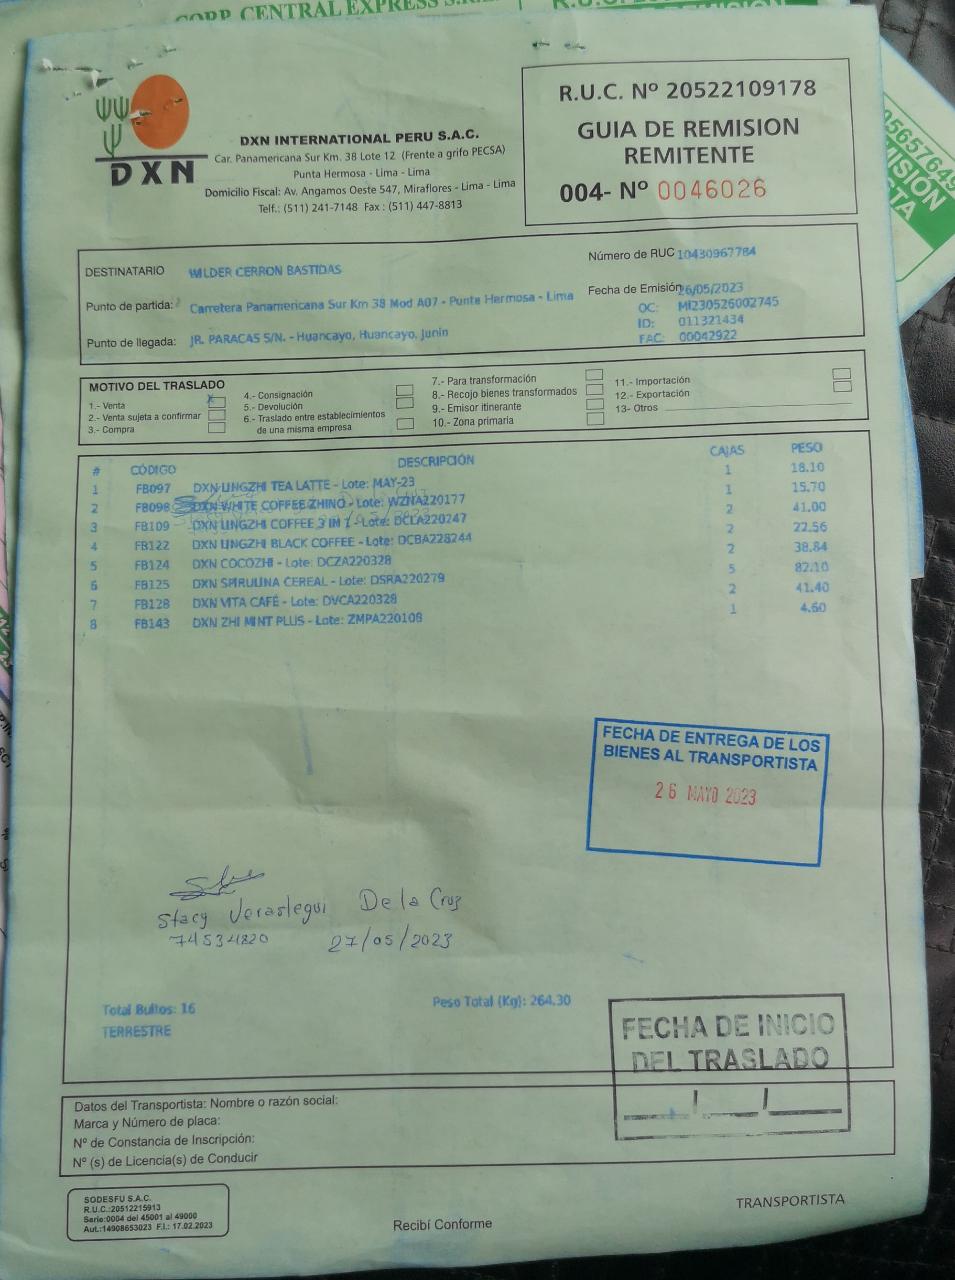 CORP. CENTRAL EXPRESS S.R.L.
DXN
DXN INTERNATIONAL PERU S.A.C.
Car. Panamericana Sur Km. 38 Lote 12 (Frente a grifo PECSA)
Punta Hermosa - Lima - Lima
Domicilio Fiscal: Av. Angamos Oeste 547, Miraflores - Lima - Lima
Telf.: (511) 241-7148 Fax : (511) 447-8813
R.U.C. Nº 20522109178
GUIA DE REMISION
REMITENTE
004- Nº 0046026
DESTINATARIO WILDER CERRON BASTIDAS
Número de RUC 10430967784
Punto de partida: Carretera Panamericana Sur Km 38 Mod A07 - Punta Hermosa - Lima
Fecha de Emisión 26/05/2023
OC: MI230526002745
ID: 011321434
FAC: 00042922
Punto de llegada: JR. PARACAS S/N. - Huancayo, Huancayo, Junin
MOTIVO DEL TRASLADO
1.- Venta x
2.- Venta sujeta a confirmar
3.- Compra
4.- Consignación
5.- Devolución
6.- Traslado entre establecimientos
de una misma empresa
7.- Para transformación
8.- Recojo bienes transformados
9.- Emisor itinerante
10.- Zona primaria
11.- Importación
12.- Exportación
13- Otros
# CÓDIGO DESCRIPCIÓN CAJAS PESO
1 FB097 DXN LINGZHI TEA LATTE - Lote: MAY-23 1 18.10
2 FB098 DXN WHITE COFFEE ZHINO - Lote: WZNA220177 1 15.70
3 FB109 DXN LINGZHI COFFEE 3 IN 1 - Lote: DCLA220247 2 41.00
4 FB122 DXN LINGZHI BLACK COFFEE - Lote: DCBA228244 2 22.56
5 FB124 DXN COCOZHI - Lote: DCZA220328 2 38.84
6 FB125 DXN SPIRULINA CEREAL - Lote: DSRA220279 5 82.10
7 FB128 DXN VITA CAFÉ - Lote: DVCA220328 2 41.40
8 FB143 DXN ZHI MINT PLUS - Lote: ZMPA220108 1 4.60
FECHA DE ENTREGA DE LOS
BIENES AL TRANSPORTISTA
26 MAYO 2023
Stacy Verastegui De la Cruz
74534820 27/05/2023
Total Bultos: 16
Peso Total (Kg): 264.30
TERRESTRE
FECHA DE INICIO
DEL TRASLADO
__/__/__
Datos del Transportista: Nombre o razón social:
Marca y Número de placa:
Nº de Constancia de Inscripción:
Nº (s) de Licencia(s) de Conducir
SODESFU S.A.C.
R.U.C.:20512215913
Serie:0004 del 45001 al 49000
Aut.:14908653023 F.I.: 17.02.2023
Recibí Conforme
TRANSPORTISTA